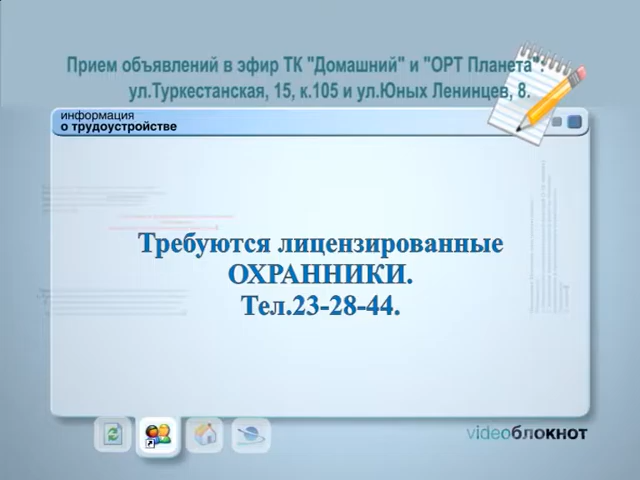 Прием объявлений в эфир ТК "Домашний" и "ОРТ Планета":
ул.Туркестанская, 15, к.105 и ул.Юных Ленинцев, 8.
информация
о трудоустройстве
Требуются лицензированные
ОХРАННИКИ.
Тел.23-28-44.
videoблокнот